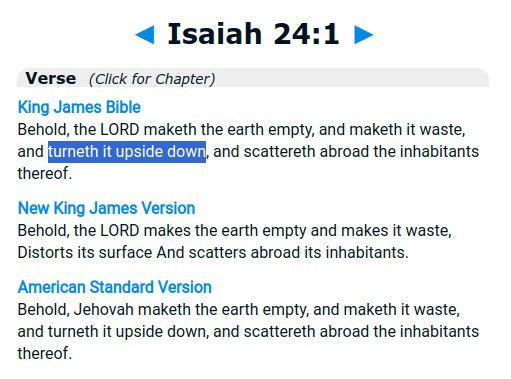 ◄ Isaiah 24:1 ►
Verse (Click for Chapter)
King James Bible
Behold, the LORD maketh the earth empty, and maketh it waste,
and turneth it upside down, and scattereth abroad the inhabitants
thereof.
New King James Version
Behold, the LORD makes the earth empty and makes it waste,
Distorts its surface And scatters abroad its inhabitants.
American Standard Version
Behold, Jehovah maketh the earth empty, and maketh it waste,
and turneth it upside down, and scattereth abroad the inhabitants
thereof.